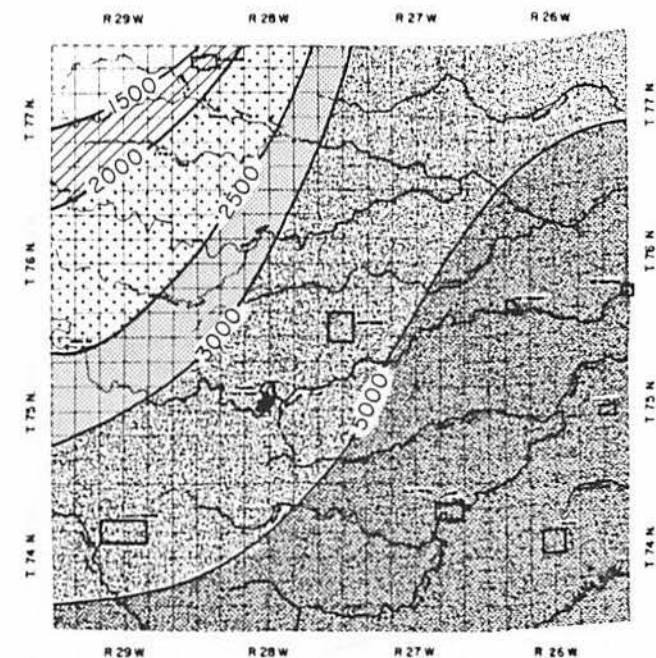 R 29 W R 28 W R 27 W R 26 W
T 77 N. T 77 N.
1500
2000
2500
T 76 N. T 76 N.
3000
5000
T 75 N. T 75 N.
T 74 N. T 74 N.
R 29 W R 28 W R 27 W R 26 W